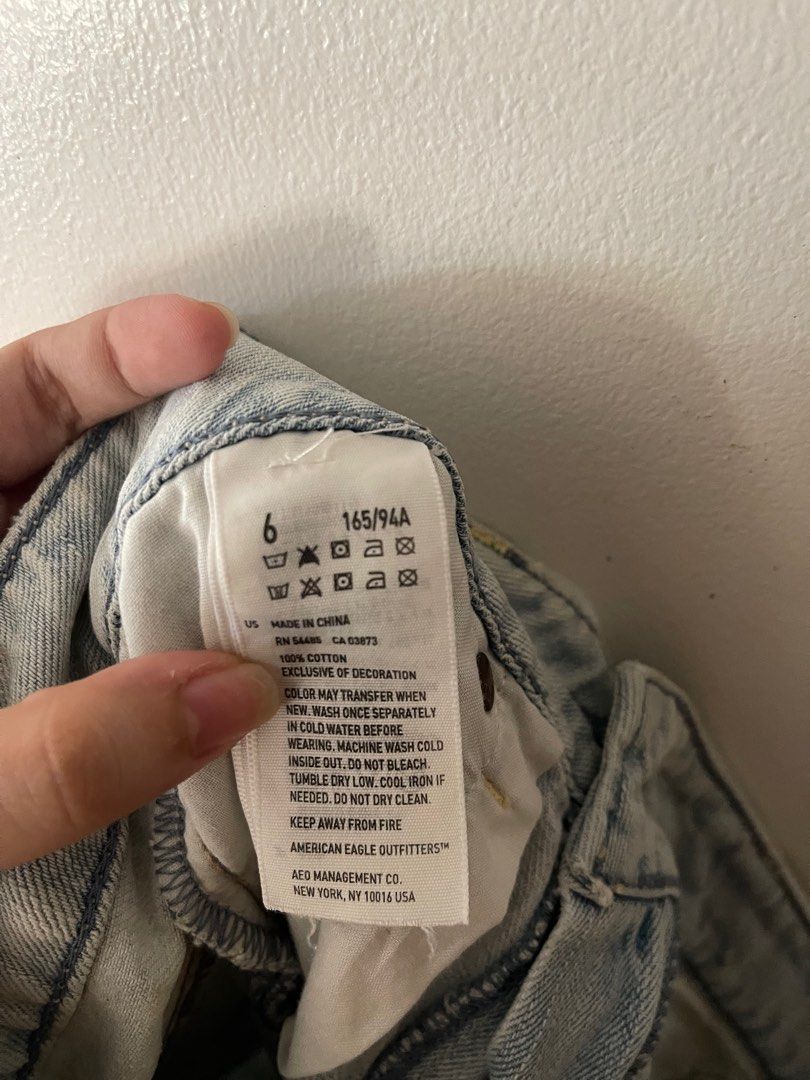 6 165/94A
US MADE IN CHINA
RN 54485 CA 03873
100% COTTON
EXCLUSIVE OF DECORATION
COLOR MAY TRANSFER WHEN
NEW. WASH ONCE SEPARATELY
IN COLD WATER BEFORE
WEARING. MACHINE WASH COLD
INSIDE OUT. DO NOT BLEACH.
TUMBLE DRY LOW. COOL IRON IF
NEEDED. DO NOT DRY CLEAN.
KEEP AWAY FROM FIRE
AMERICAN EAGLE OUTFITTERS™
AEO MANAGEMENT CO.
NEW YORK, NY 10016 USA